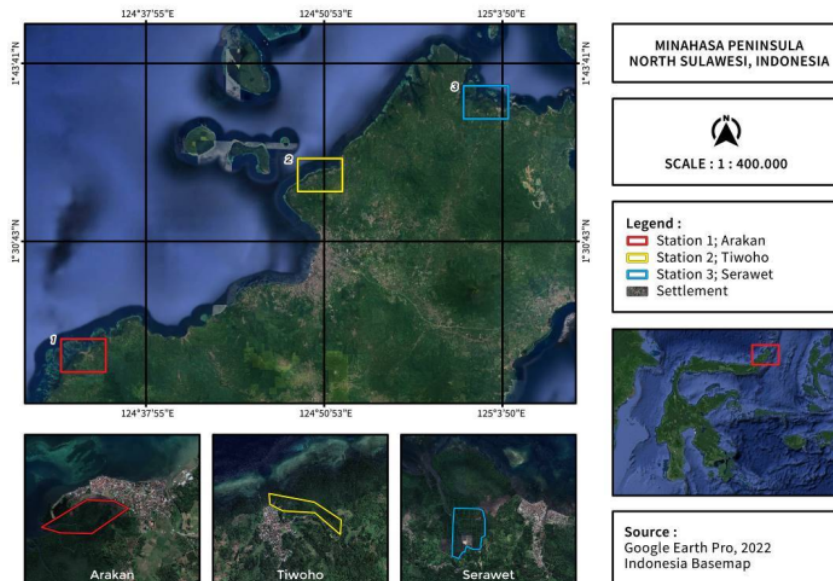 124°37'55"E
124°50'53"E
125°3'50"E
1°43'41"N
1°43'41"N
3
2
1°30'43"N
1°30'43"N
1
124°37'55"E
124°50'53"E
125°3'50"E
Arakan
Tiwoho
Serawet
MINAHASA PENINSULA
NORTH SULAWESI, INDONESIA
N
SCALE : 1 : 400.000
Legend :
Station 1; Arakan
Station 2; Tiwoho
Station 3; Serawet
Settlement
Source :
Google Earth Pro, 2022
Indonesia Basemap